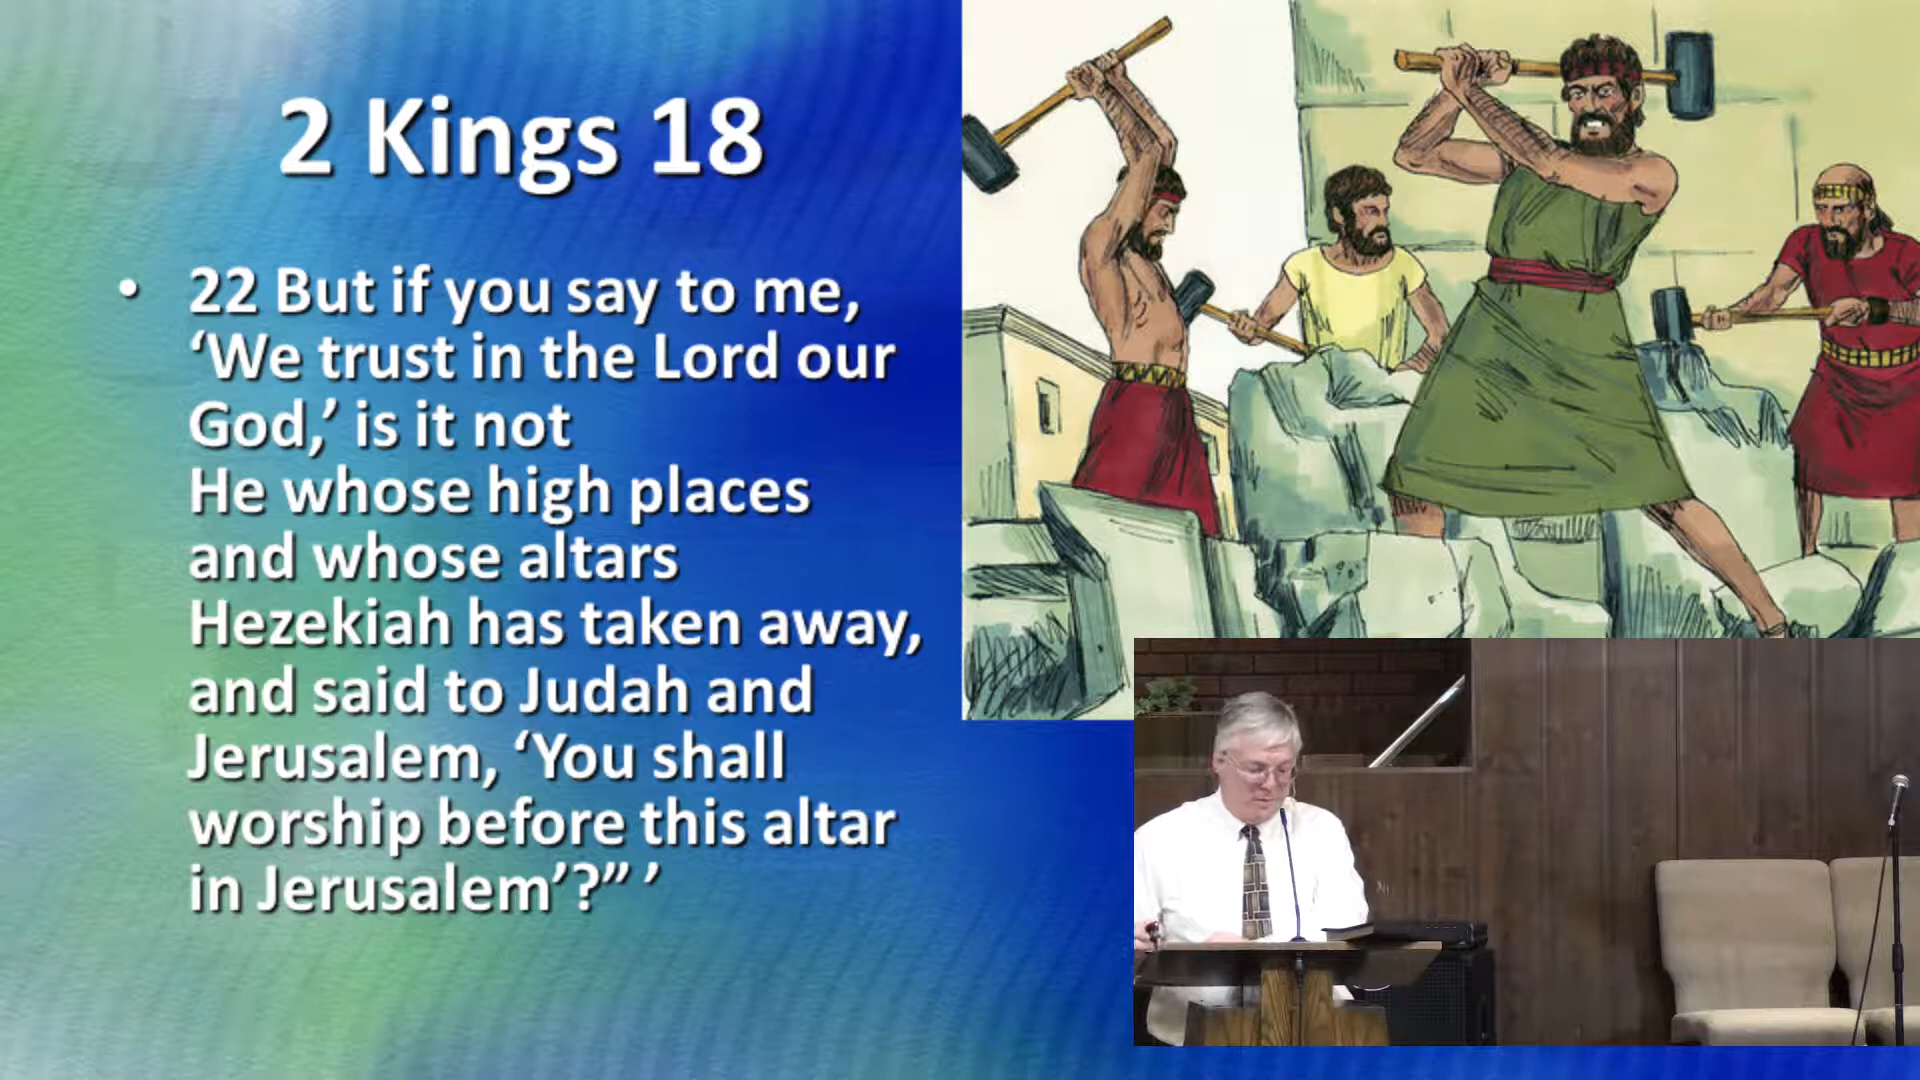 2 Kings 18
• 22 But if you say to me,
‘We trust in the Lord our
God,’ is it not
He whose high places
and whose altars
Hezekiah has taken away,
and said to Judah and
Jerusalem, ‘You shall
worship before this altar
in Jerusalem’?” ’